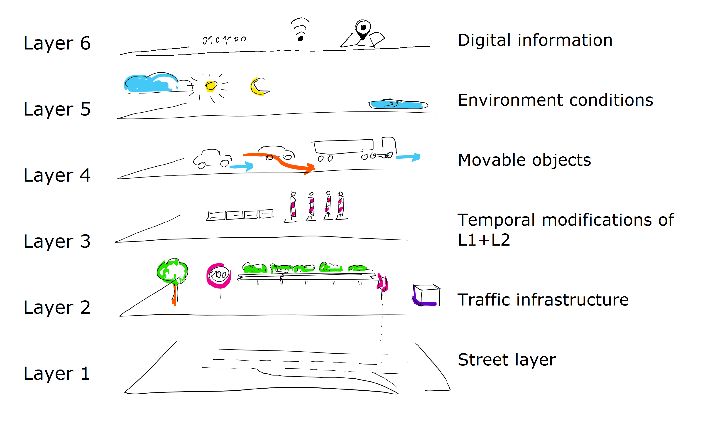 Layer 6
Digital information
Layer 5
Environment conditions
Layer 4
Movable objects
Layer 3
Temporal modifications of
L1+L2
Layer 2
Traffic infrastructure
Layer 1
Street layer